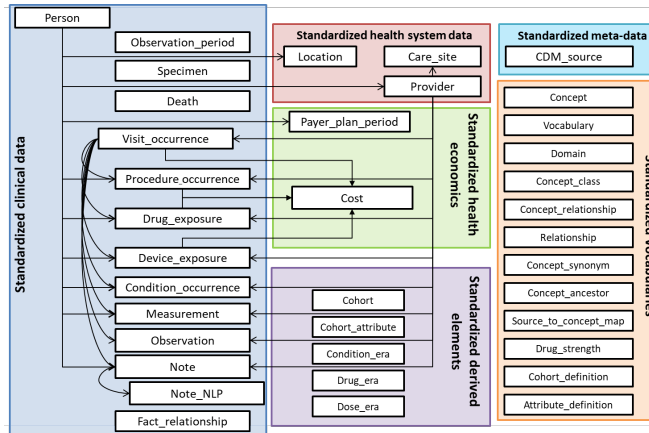 Person
Observation_period
Specimen
Death
Visit_occurrence
Procedure_occurrence
Drug_exposure
Device_exposure
Condition_occurrence
Measurement
Observation
Note
Note_NLP
Fact_relationship
Standardized clinical data
Standardized health system data
Location
Care_site
Provider
Payer_plan_period
Cost
Standardized health
economics
Cohort
Cohort_attribute
Condition_era
Drug_era
Dose_era
Standardized derived
elements
Standardized meta-data
CDM_source
Concept
Vocabulary
Domain
Concept_class
Concept_relationship
Relationship
Concept_synonym
Concept_ancestor
Source_to_concept_map
Drug_strength
Cohort_definition
Attribute_definition